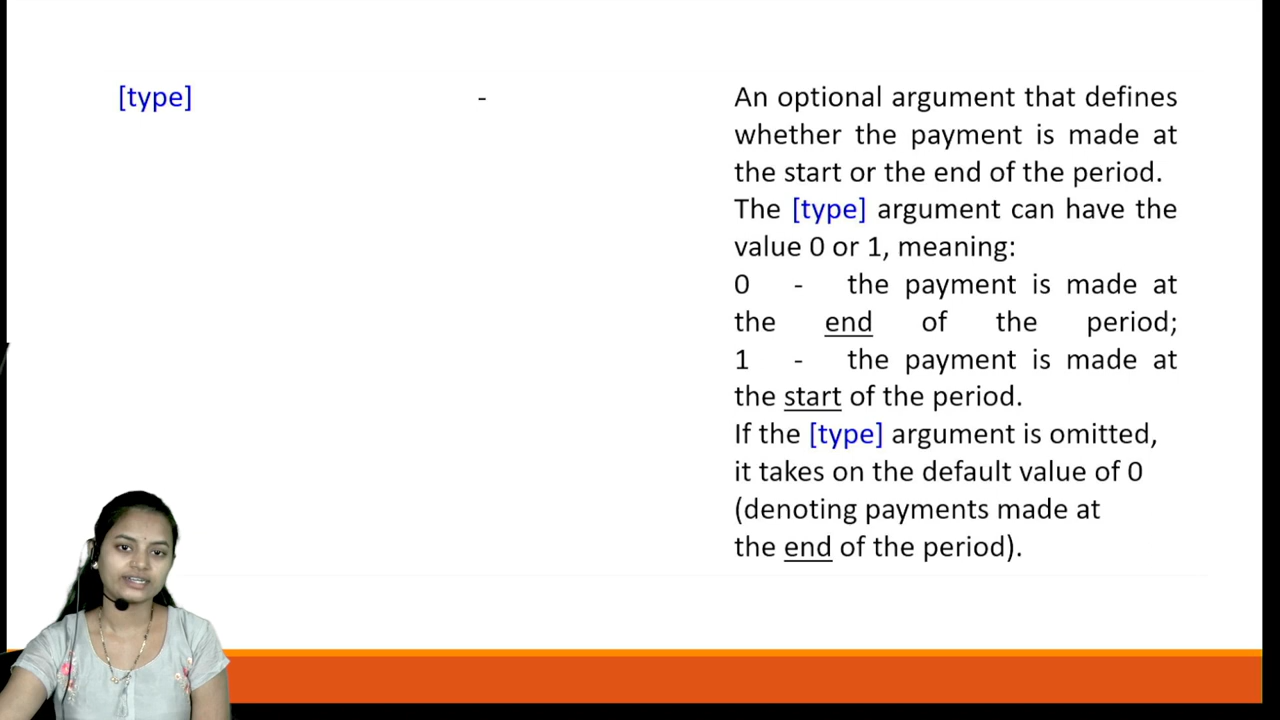 [type] - An optional argument that defines
whether the payment is made at
the start or the end of the period.
The [type] argument can have the
value 0 or 1, meaning:
0 - the payment is made at
the end of the period;
1 - the payment is made at
the start of the period.
If the [type] argument is omitted,
it takes on the default value of 0
(denoting payments made at
the end of the period).